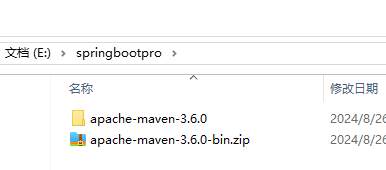 文档 (E:) > springbootpro >
名称 修改日期
apache-maven-3.6.0 2024/8/26
apache-maven-3.6.0-bin.zip 2024/8/26